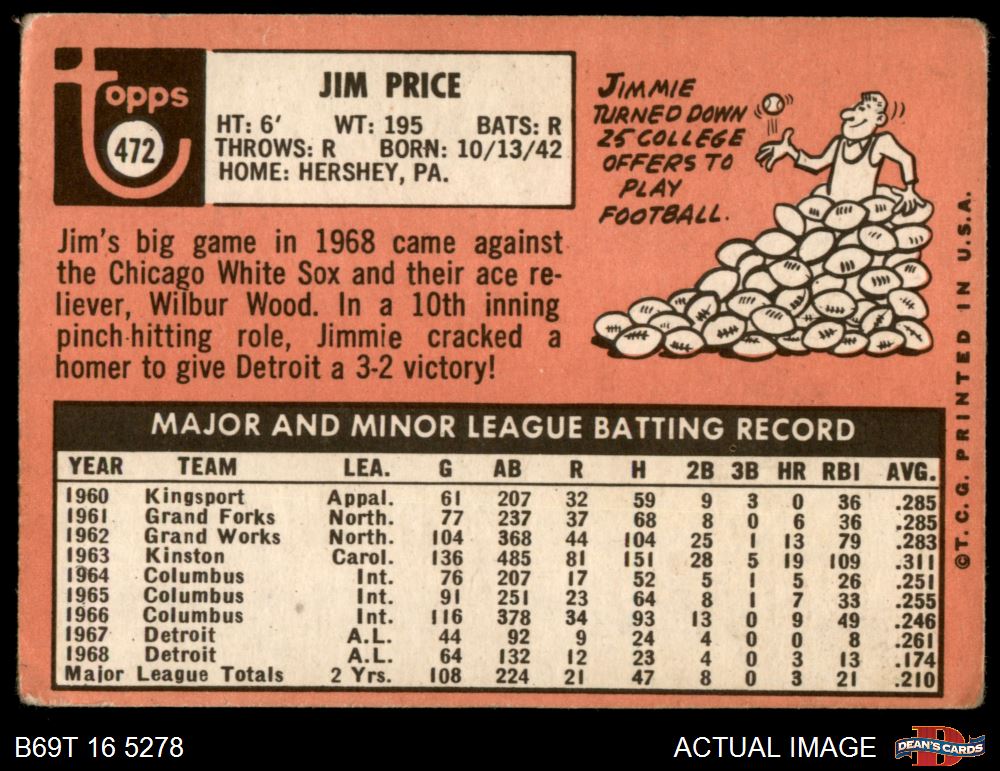 topps
472
JIM PRICE
HT: 6' WT: 195 BATS: R
THROWS: R BORN: 10/13/42
HOME: HERSHEY, PA.
JIMMIE
TURNED DOWN
25 COLLEGE
OFFERS TO
PLAY
FOOTBALL.
Jim's big game in 1968 came against
the Chicago White Sox and their ace re-
liever, Wilbur Wood. In a 10th inning
pinch-hitting role, Jimmie cracked a
homer to give Detroit a 3-2 victory!
MAJOR AND MINOR LEAGUE BATTING RECORD
YEAR TEAM LEA. G AB R H 2B 3B HR RBI AVG.
1960 Kingsport Appal. 61 207 32 59 9 3 0 36 .285
1961 Grand Forks North. 77 237 37 68 8 0 6 36 .285
1962 Grand Works North. 104 368 44 104 25 1 13 79 .283
1963 Kinston Carol. 136 485 81 151 28 5 19 109 .311
1964 Columbus Int. 76 207 17 52 5 1 5 26 .251
1965 Columbus Int. 91 251 23 64 8 1 7 33 .255
1966 Columbus Int. 116 378 34 93 13 0 9 49 .246
1967 Detroit A.L. 44 92 9 24 4 0 0 8 .261
1968 Detroit A.L. 64 132 12 23 4 0 3 13 .174
Major League Totals 2 Yrs. 108 224 21 47 8 0 3 21 .210
©T.C.G. PRINTED IN U.S.A.
B69T 16 5278
ACTUAL IMAGE
D
DEAN'S CARDS